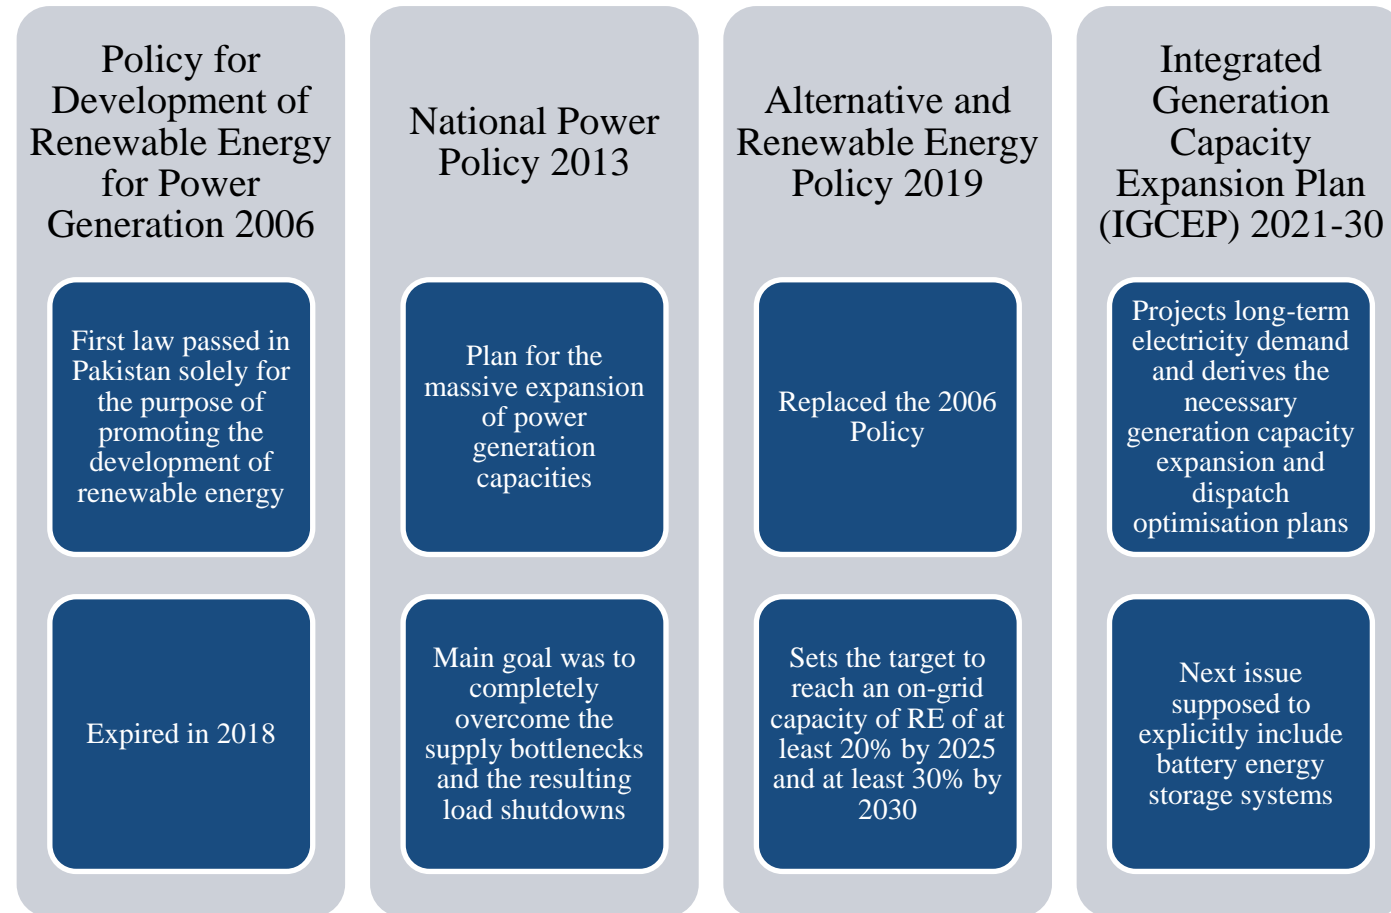 Policy for
Development of
Renewable Energy
for Power
Generation 2006
First law passed in
Pakistan solely for
the purpose of
promoting the
development of
renewable energy
Expired in 2018
National Power
Policy 2013
Plan for the
massive expansion
of power
generation
capacities
Main goal was to
completely
overcome the
supply bottlenecks
and the resulting
load shutdowns
Alternative and
Renewable Energy
Policy 2019
Replaced the 2006
Policy
Sets the target to
reach an on-grid
capacity of RE of at
least 20% by 2025
and at least 30% by
2030
Integrated
Generation
Capacity
Expansion Plan
(IGCEP) 2021-30
Projects long-term
electricity demand
and derives the
necessary
generation capacity
expansion and
dispatch
optimisation plans
Next issue
supposed to
explicitly include
battery energy
storage systems